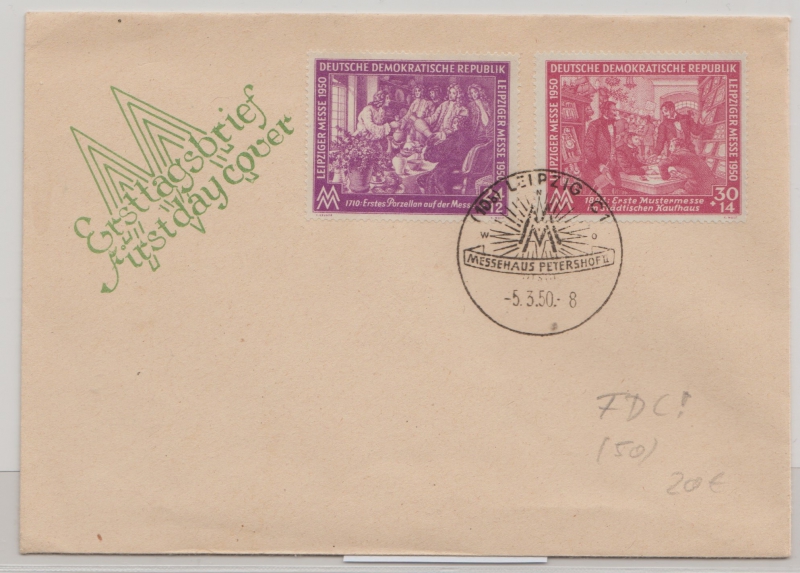 Ersttagsbrief
first day cover
DEUTSCHE DEMOKRATISCHE REPUBLIK
LEIPZIGER MESSE 1950
LEIPZIGER MESSE 1950
12
1710: Erstes Porzellan auf der Messe
DEUTSCHE DEMOKRATISCHE REPUBLIK
LEIPZIGER MESSE 1950
LEIPZIGER MESSE 1950
30
+ 14
Erste Mustermesse
Städtischen Kaufhaus
LEIPZIG
N
W O
MESSEHAUS PETERSHOF II
-5.3.50.- 8
FDC!
(50)
20€